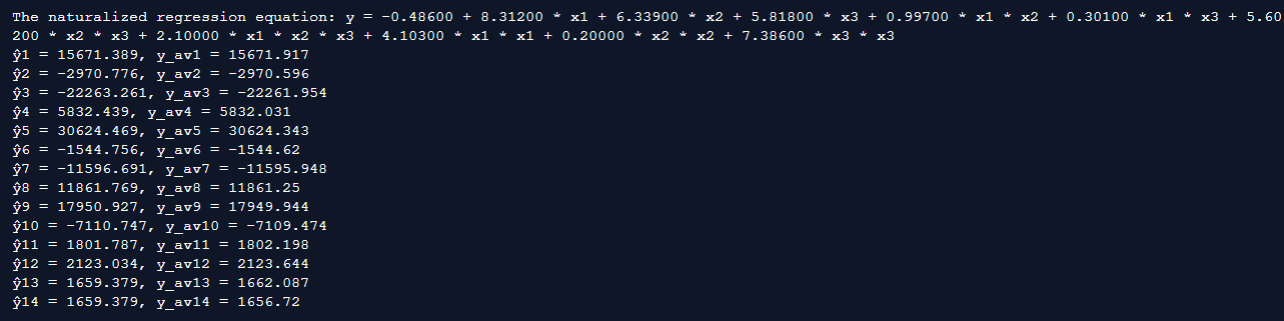 The naturalized regression equation: y = -0.48600 + 8.31200 * x1 + 6.33900 * x2 + 5.81800 * x3 + 0.99700 * x1 * x2 + 0.30100 * x1 * x3 + 5.60
200 * x2 * x3 + 2.10000 * x1 * x2 * x3 + 4.10300 * x1 * x1 + 0.20000 * x2 * x2 + 7.38600 * x3 * x3
ŷ1 = 15671.389, y_av1 = 15671.917
ŷ2 = -2970.776, y_av2 = -2970.596
ŷ3 = -22263.261, y_av3 = -22261.954
ŷ4 = 5832.439, y_av4 = 5832.031
ŷ5 = 30624.469, y_av5 = 30624.343
ŷ6 = -1544.756, y_av6 = -1544.62
ŷ7 = -11596.691, y_av7 = -11595.948
ŷ8 = 11861.769, y_av8 = 11861.25
ŷ9 = 17950.927, y_av9 = 17949.944
ŷ10 = -7110.747, y_av10 = -7109.474
ŷ11 = 1801.787, y_av11 = 1802.198
ŷ12 = 2123.034, y_av12 = 2123.644
ŷ13 = 1659.379, y_av13 = 1662.087
ŷ14 = 1659.379, y_av14 = 1656.72